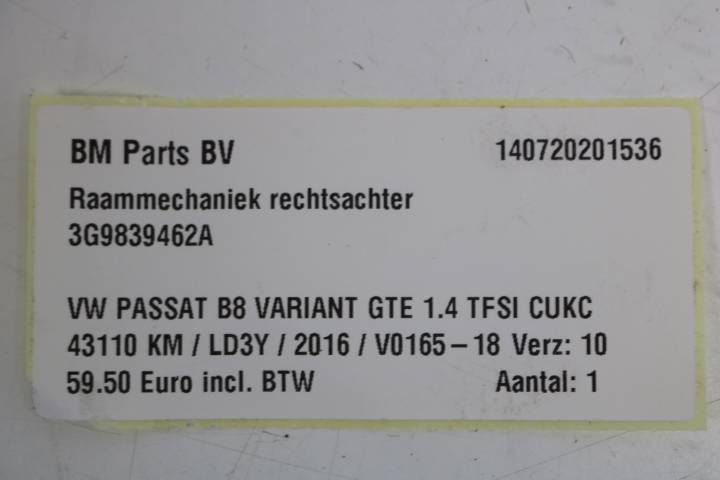 BM Parts BV 140720201536
Raammechaniek rechtsachter
3G9839462A
VW PASSAT B8 VARIANT GTE 1.4 TFSI CUKC
43110 KM / LD3Y / 2016 / V0165-18 Verz: 10
59.50 Euro incl. BTW Aantal: 1